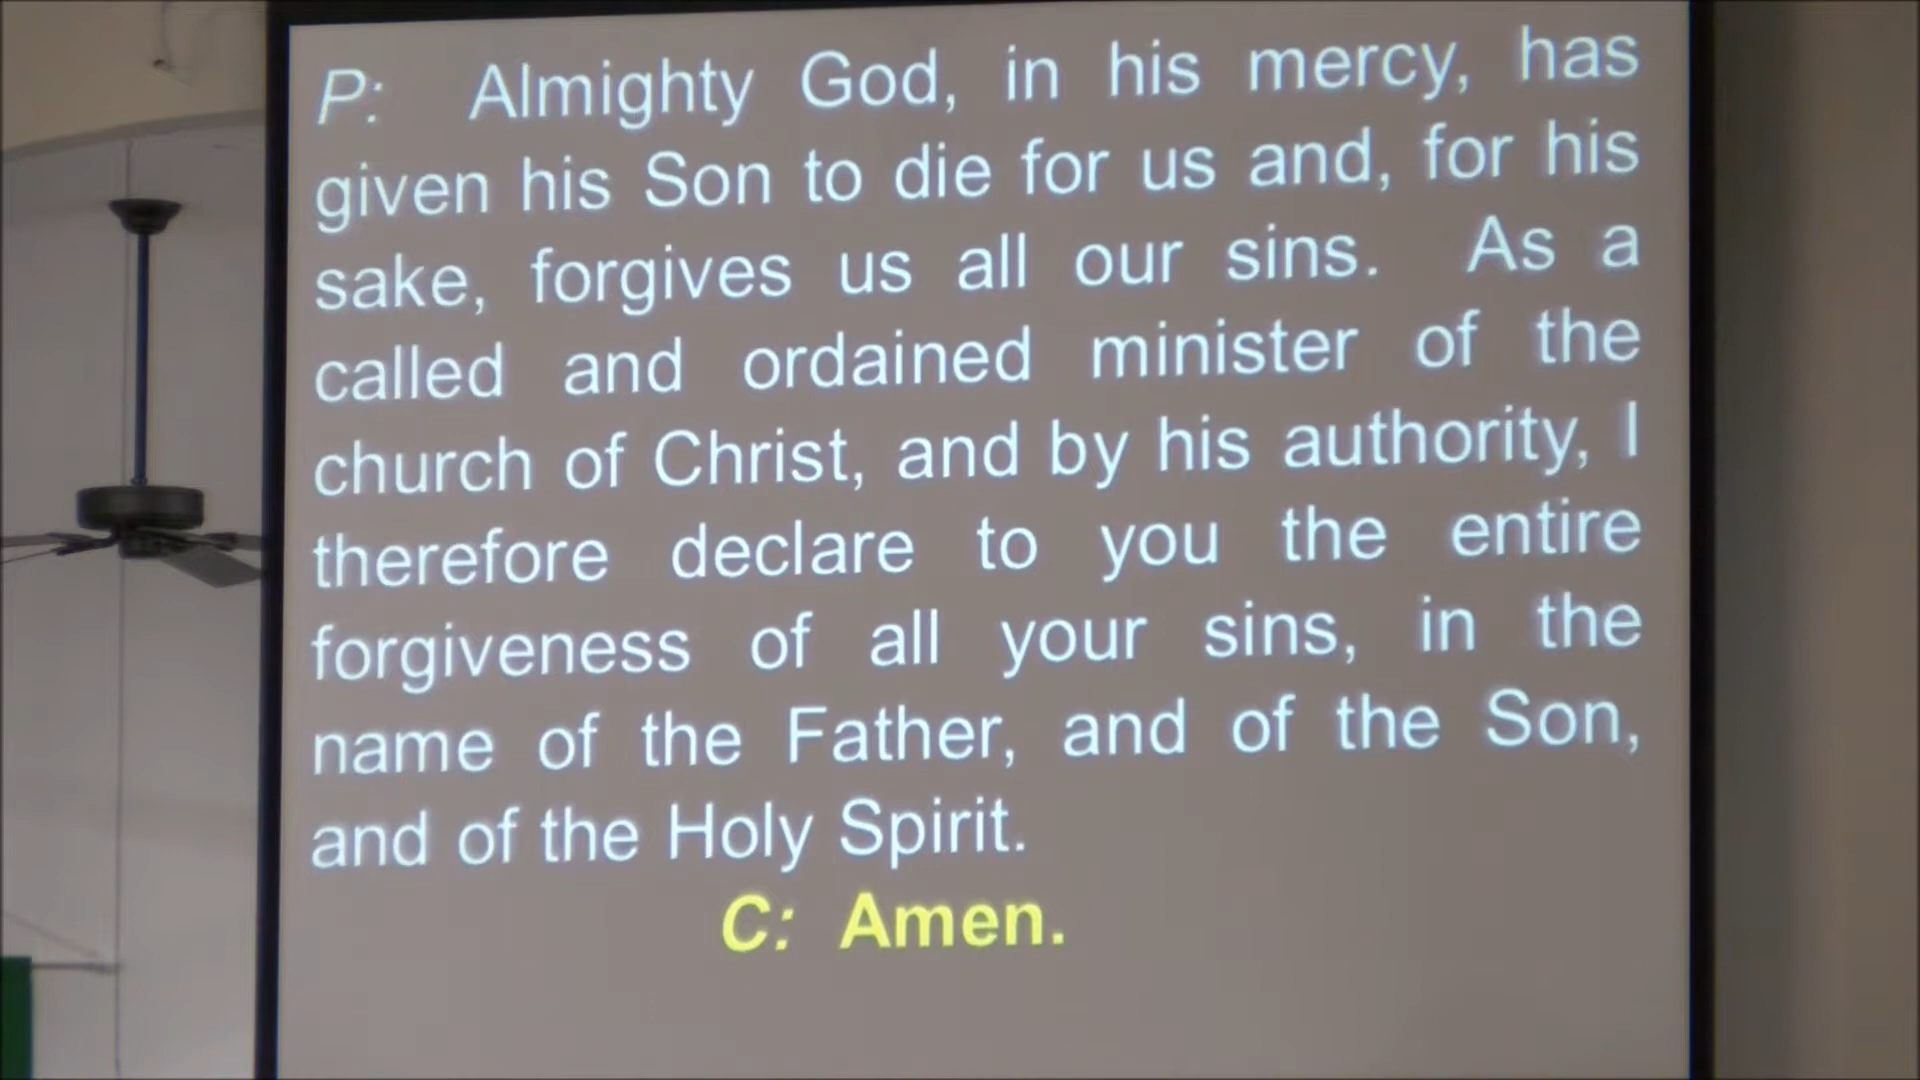 P: Almighty God, in his mercy, has
given his Son to die for us and, for his
sake, forgives us all our sins. As a
called and ordained minister of the
church of Christ, and by his authority, I
therefore declare to you the entire
forgiveness of all your sins, in the
name of the Father, and of the Son,
and of the Holy Spirit.
C: Amen.